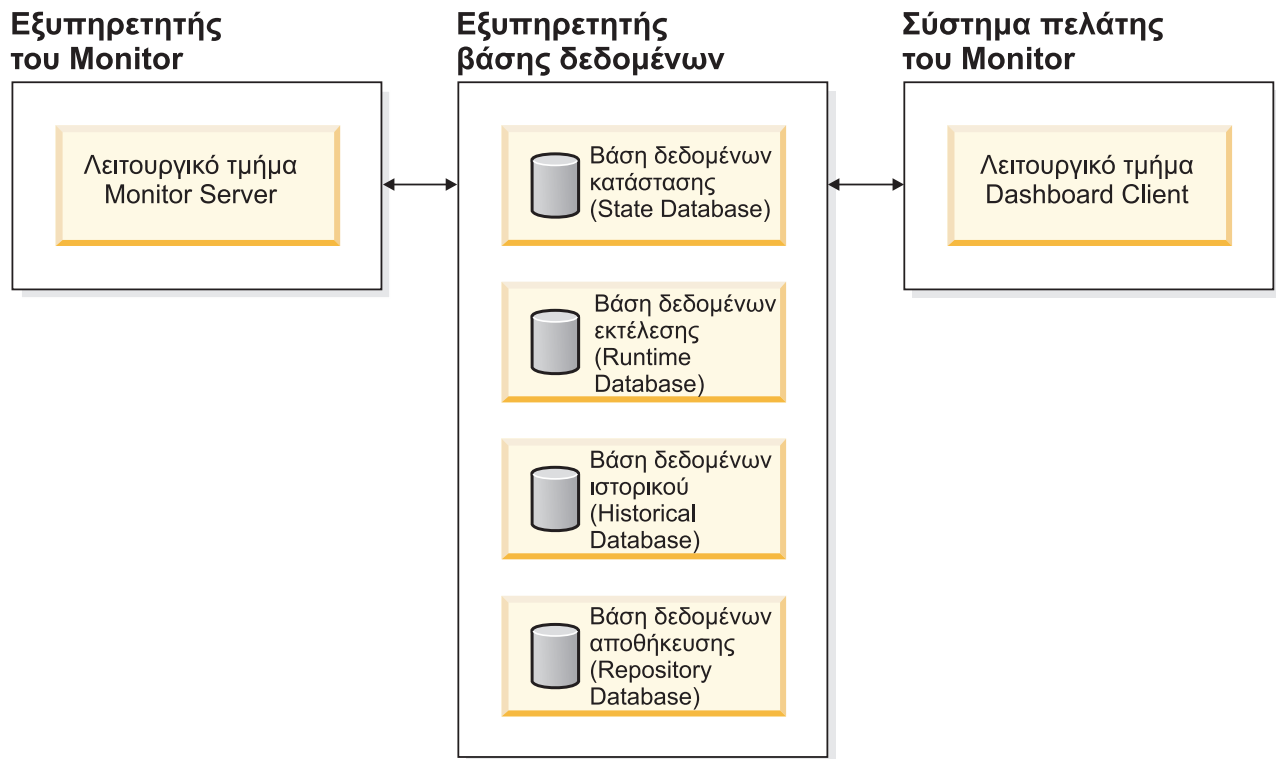 Εξυπηρετητής
του Monitor
Λειτουργικό τμήμα
Monitor Server
Εξυπηρετητής
βάσης δεδομένων
Βάση δεδομένων
κατάστασης
(State Database)
Βάση δεδομένων
εκτέλεσης
(Runtime
Database)
Βάση δεδομένων
ιστορικού
(Historical
Database)
Βάση δεδομένων
αποθήκευσης
(Repository
Database)
Σύστημα πελάτης
του Monitor
Λειτουργικό τμήμα
Dashboard Client